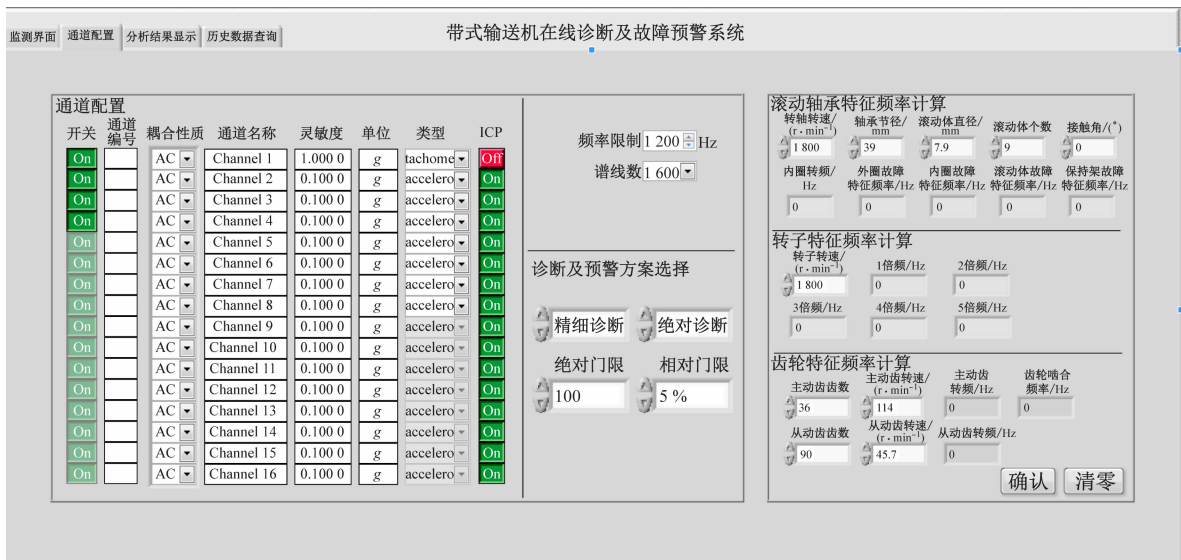 带式输送机在线诊断及故障预警系统
监测界面 通道配置 分析结果显示 历史数据查询
通道配置
开关 通道编号 耦合性质 通道名称 灵敏度 单位 类型 ICP
On AC Channel 1 1.000 0 g tachome Off
On AC Channel 2 0.100 0 g accelero On
On AC Channel 3 0.100 0 g accelero On
On AC Channel 4 0.100 0 g accelero On
On AC Channel 5 0.100 0 g accelero On
On AC Channel 6 0.100 0 g accelero On
On AC Channel 7 0.100 0 g accelero On
On AC Channel 8 0.100 0 g accelero On
On AC Channel 9 0.100 0 g accelero On
On AC Channel 10 0.100 0 g accelero On
On AC Channel 11 0.100 0 g accelero On
On AC Channel 12 0.100 0 g accelero On
On AC Channel 13 0.100 0 g accelero On
On AC Channel 14 0.100 0 g accelero On
On AC Channel 15 0.100 0 g accelero On
On AC Channel 16 0.100 0 g accelero On
频率限制 1 200 Hz
谱线数 1 600
诊断及预警方案选择
精细诊断 绝对诊断
绝对门限 相对门限
100 5 %
滚动轴承特征频率计算
转轴转速/(r·min⁻¹) 轴承节径/mm 滚动体直径/mm 滚动体个数 接触角/(°)
1 800 39 7.9 9 0
内圈转频/Hz 外圈故障特征频率/Hz 内圈故障特征频率/Hz 滚动体故障特征频率/Hz 保持架故障特征频率/Hz
0 0 0 0 0
转子特征频率计算
转子转速/(r·min⁻¹) 1倍频/Hz 2倍频/Hz
1 800 0 0
3倍频/Hz 4倍频/Hz 5倍频/Hz
0 0 0
齿轮特征频率计算
主动齿齿数 主动齿转速/(r·min⁻¹) 主动齿转频/Hz 齿轮啮合频率/Hz
36 114 0 0
从动齿齿数 从动齿转速/(r·min⁻¹) 从动齿转频/Hz
90 45.7 0
确认 清零